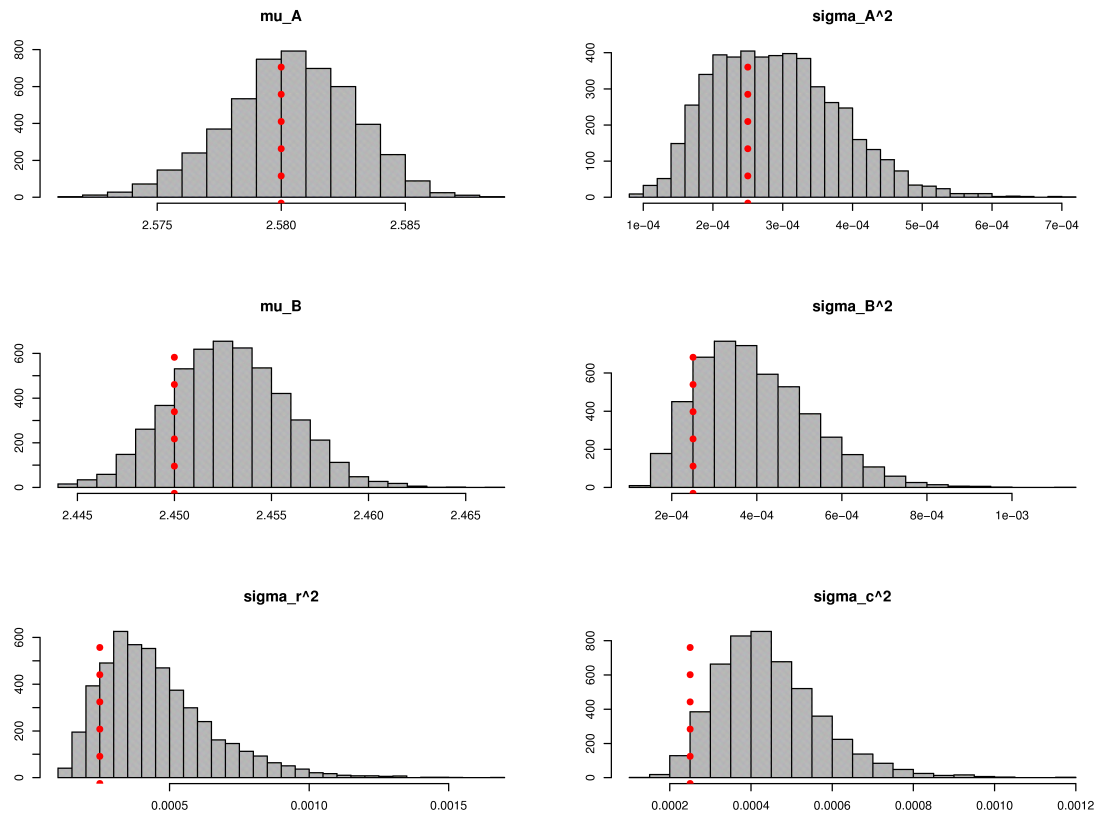 mu_A
0 200 400 600 800
2.575 2.580 2.585
sigma_A^2
0 100 200 300 400
1e−04 2e−04 3e−04 4e−04 5e−04 6e−04 7e−04
mu_B
0 200 400 600
2.445 2.450 2.455 2.460 2.465
sigma_B^2
0 200 400 600
2e−04 4e−04 6e−04 8e−04 1e−03
sigma_r^2
0 200 400 600
0.0005 0.0010 0.0015
sigma_c^2
0 200 400 600 800
0.0002 0.0004 0.0006 0.0008 0.0010 0.0012